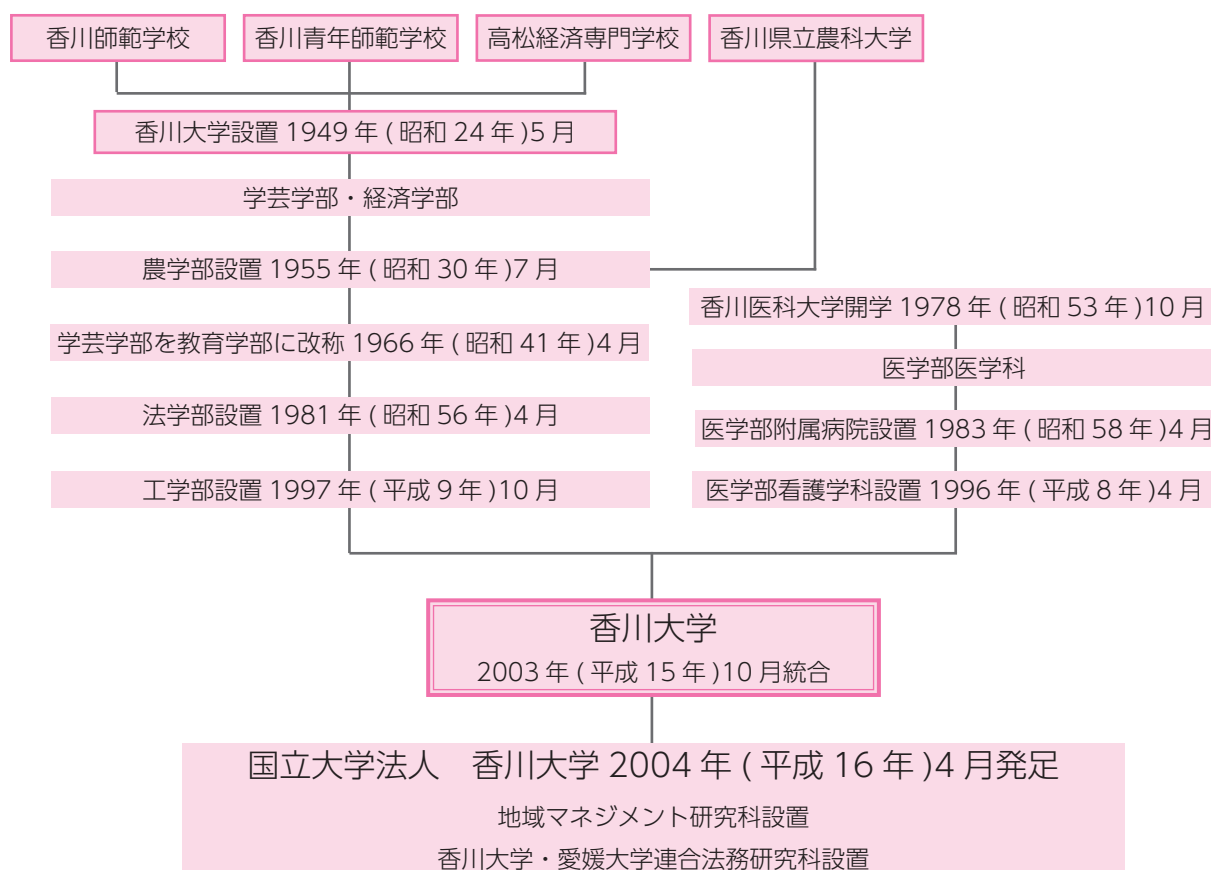 香川師範学校
香川青年師範学校
高松経済専門学校
香川県立農科大学
香川大学設置 1949 年 ( 昭和 24 年 )5 月
学芸学部・経済学部
農学部設置 1955 年 ( 昭和 30 年 )7 月
学芸学部を教育学部に改称 1966 年 ( 昭和 41 年 )4 月
法学部設置 1981 年 ( 昭和 56 年 )4 月
工学部設置 1997 年 ( 平成 9 年 )10 月
香川医科大学開学 1978 年 ( 昭和 53 年 )10 月
医学部医学科
医学部附属病院設置 1983 年 ( 昭和 58 年 )4 月
医学部看護学科設置 1996 年 ( 平成 8 年 )4 月
香川大学
2003 年 ( 平成 15 年 )10 月統合
国立大学法人　香川大学 2004 年 ( 平成 16 年 )4 月発足
地域マネジメント研究科設置
香川大学・愛媛大学連合法務研究科設置